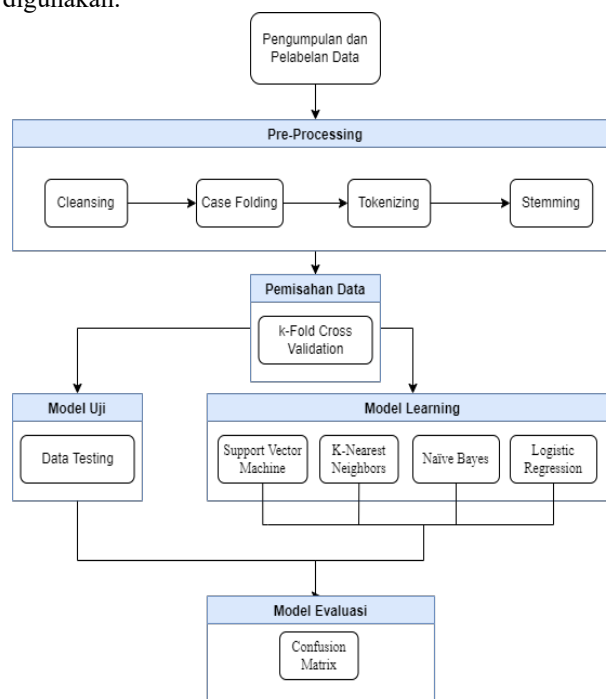 digunakan.
Pengumpulan dan
Pelabelan Data
Pre-Processing
Cleansing
Case Folding
Tokenizing
Stemming
Pemisahan Data
k-Fold Cross
Validation
Model Uji
Data Testing
Model Learning
Support Vector
Machine
K-Nearest
Neighbors
Naïve Bayes
Logistic
Regression
Model Evaluasi
Confusion
Matrix